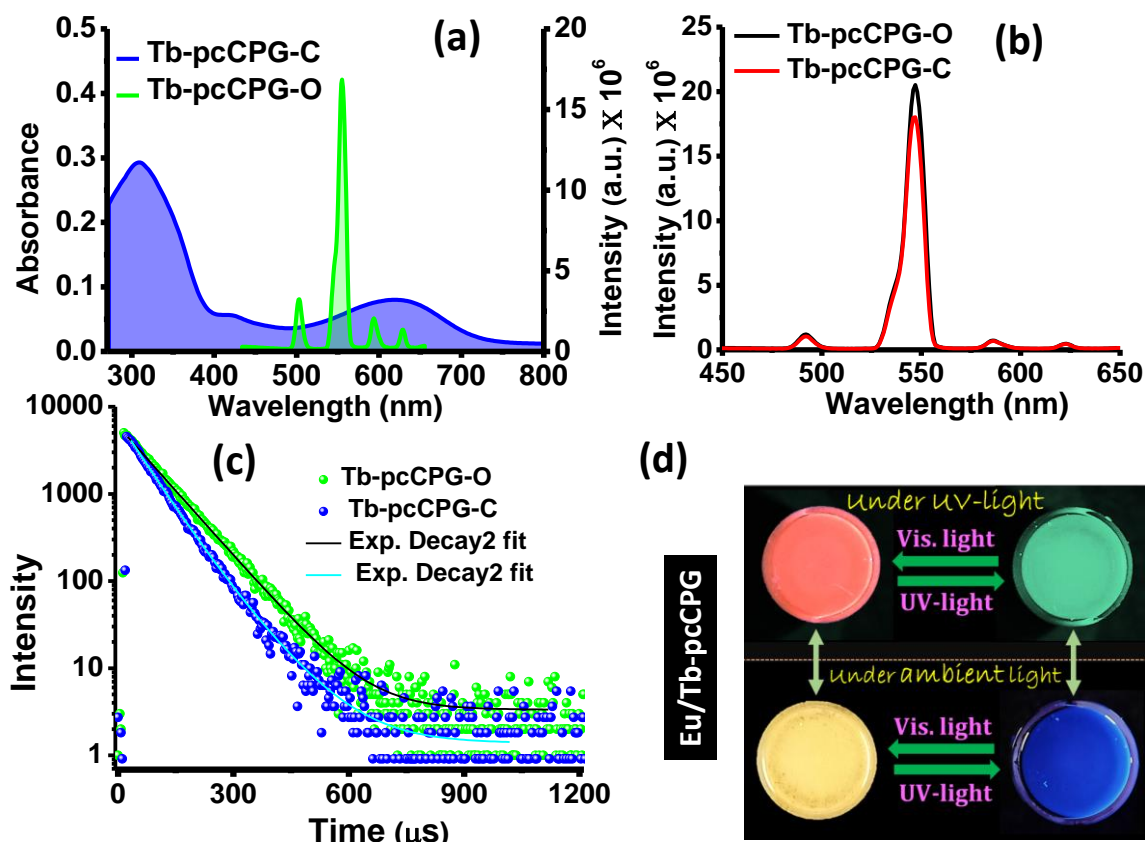 (a)
Tb-pcCPG-C
Tb-pcCPG-O
0.5
0.4
0.3
0.2
0.1
0.0
Absorbance
20
15
10
5
0
Intensity (a.u.) X 10⁶
300 400 500 600 700 800
Wavelength (nm)
(b)
Tb-pcCPG-O
Tb-pcCPG-C
25
20
15
10
5
0
Intensity (a.u.) X 10⁶
450 500 550 600 650
Wavelength (nm)
(c)
Tb-pcCPG-O
Tb-pcCPG-C
Exp. Decay2 fit
Exp. Decay2 fit
10000
1000
100
10
1
Intensity
0 300 600 900 1200
Time (μs)
(d)
Eu/Tb-pcCPG
Under UV-light
Vis. light
UV-light
Under ambient light
Vis. light
UV-light